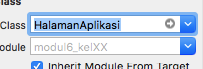 Class
HalamanAplikasi
odule
modul6_kelXX
Inherit Module From Target